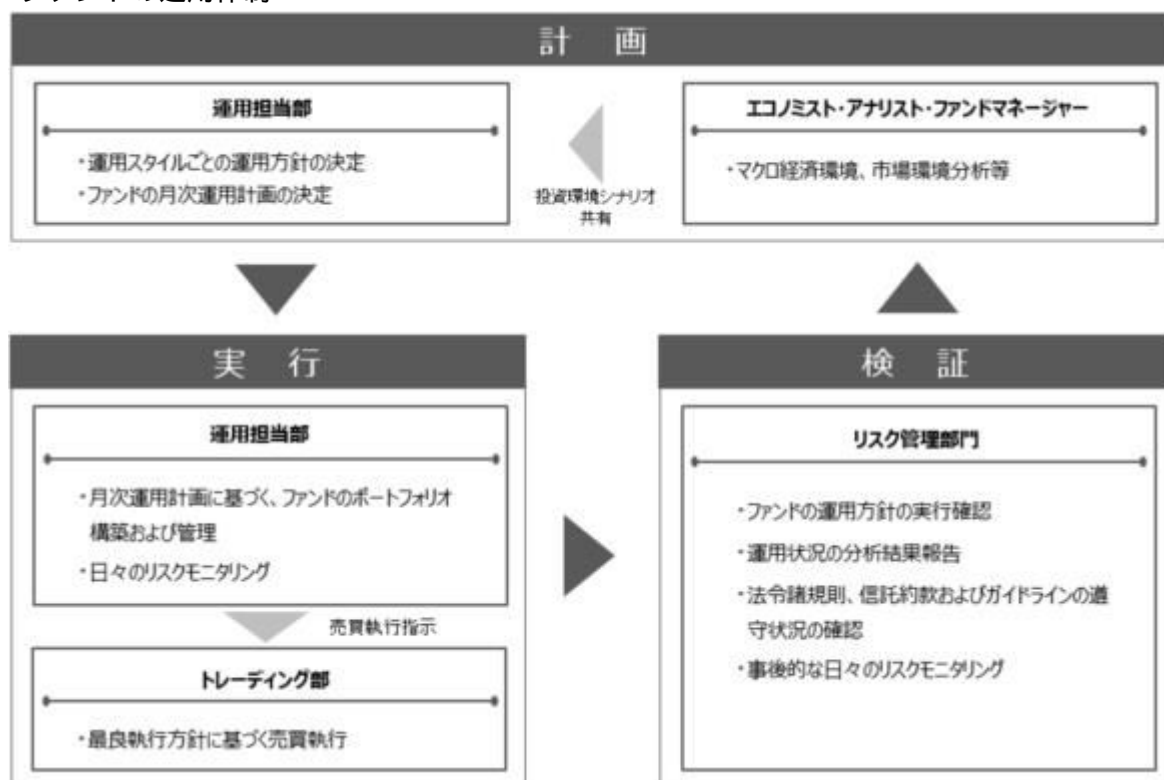 計 画
運用担当部
・運用スタイルごとの運用方針の決定
・ファンドの月次運用計画の決定
投資環境シナリオ
共有
エコノミスト・アナリスト・ファンドマネージャー
・マクロ経済環境、市場環境分析等
実 行
運用担当部
・月次運用計画に基づく、ファンドのポートフォリオ
構築および管理
・日々のリスクモニタリング
売買執行指示
トレーディング部
・最良執行方針に基づく売買執行
検 証
リスク管理部門
・ファンドの運用方針の実行確認
・運用状況の分析結果報告
・法令諸規則、信託約款およびガイドラインの遵
守状況の確認
・事後的な日々のリスクモニタリング